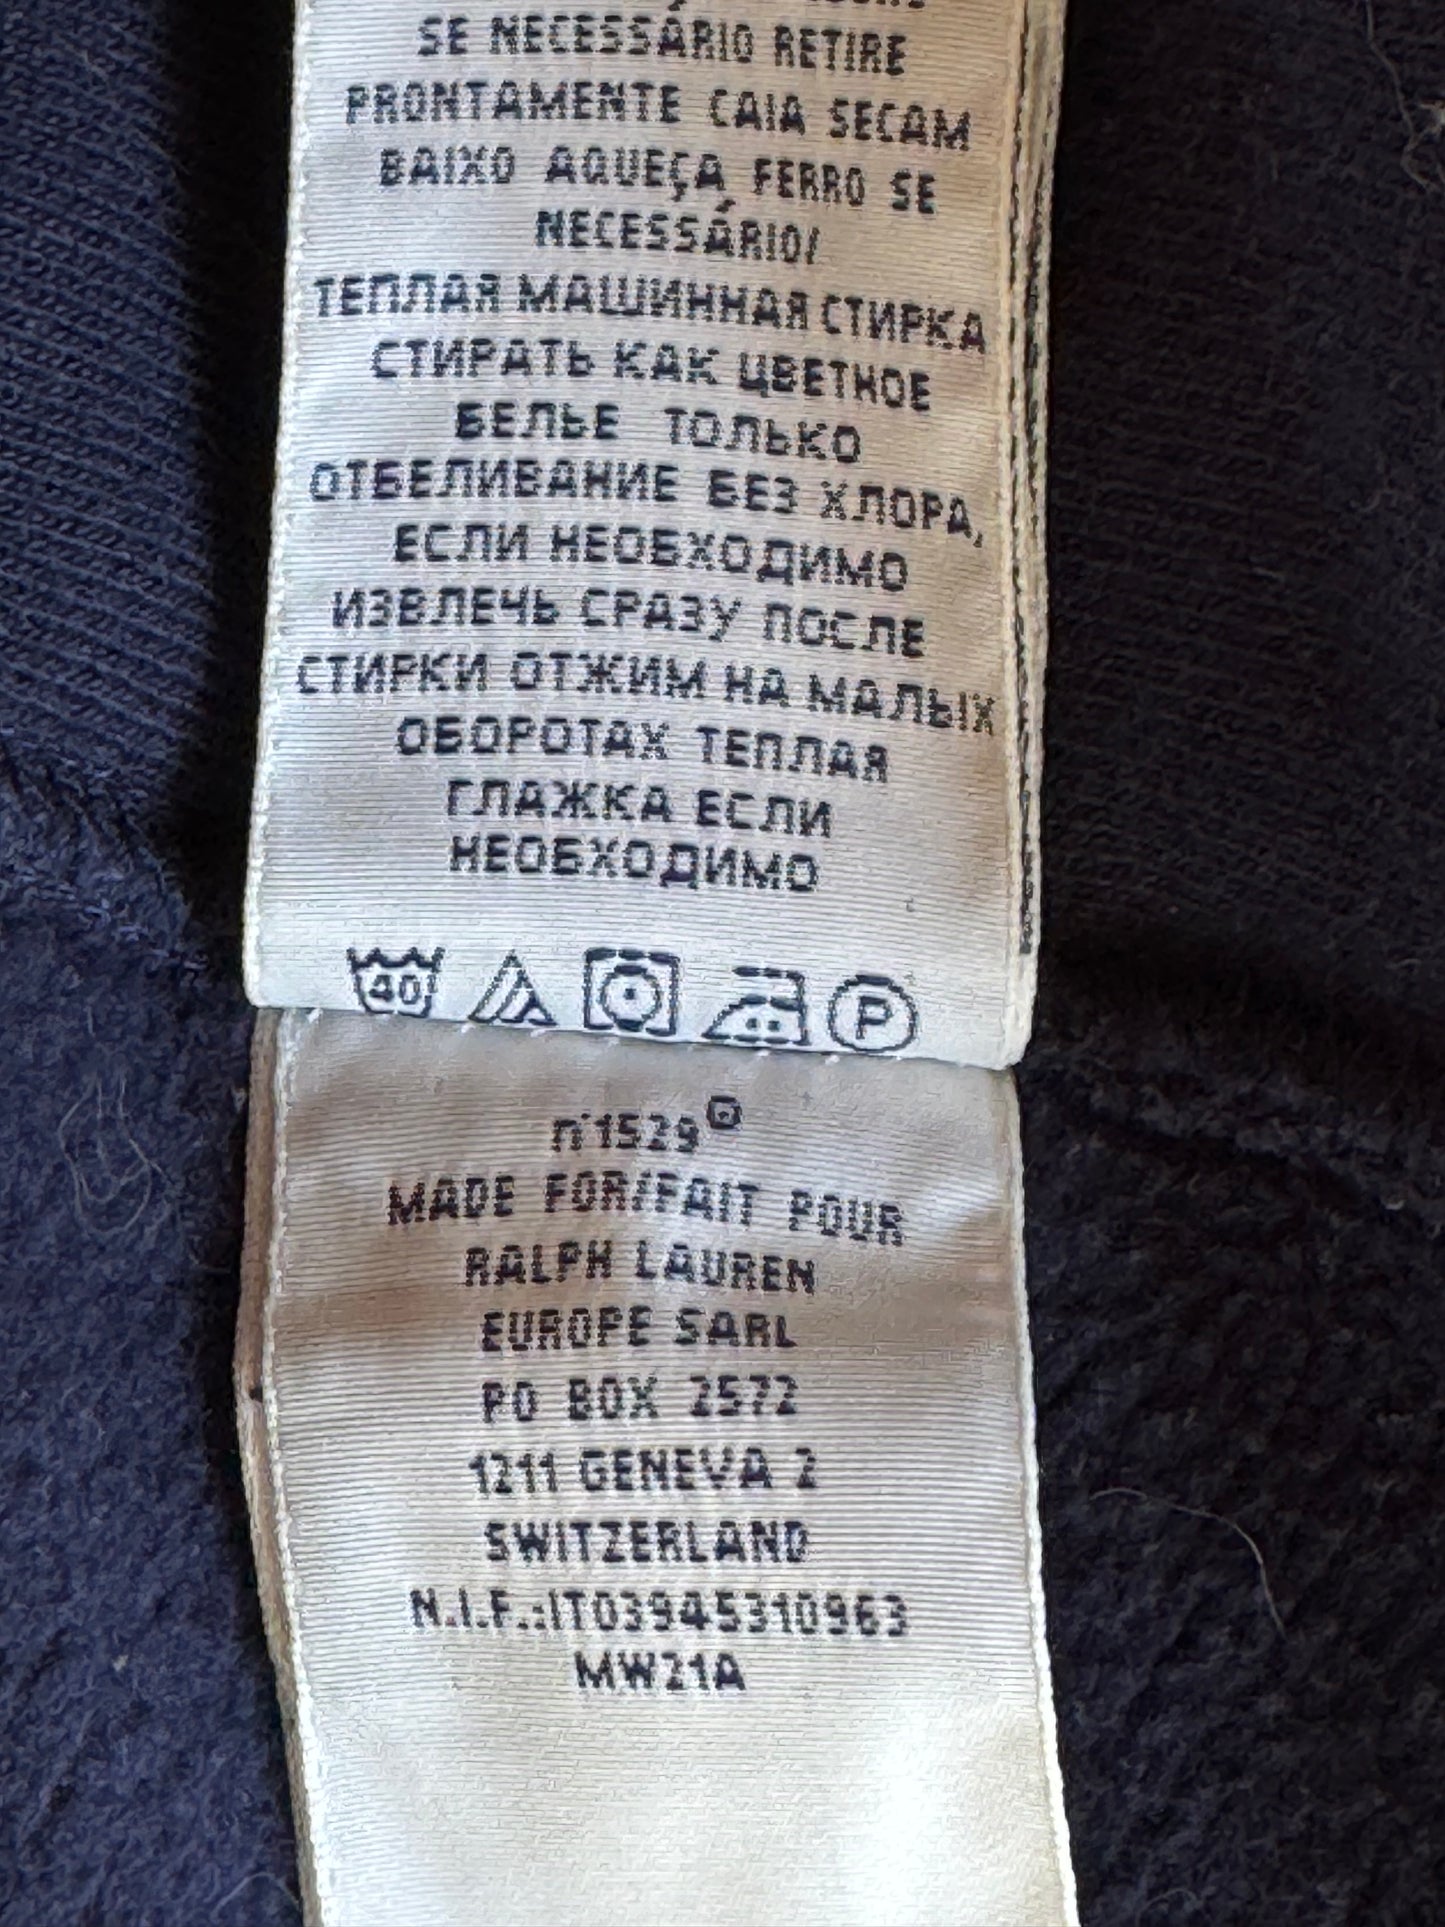 SE NECESSÁRIO RETIRE
PRONTAMENTE CAIA SECAM
BAIXO AQUEÇA FERRO SE
NECESSÁRIO/
ТЕПЛАЯ МАШИННАЯ СТИРКА
СТИРАТЬ КАК ЦВЕТНОЕ
БЕЛЬЕ ТОЛЬКО
ОТБЕЛИВАНИЕ БЕЗ ХЛОРА,
ЕСЛИ НЕОБХОДИМО
ИЗВЛЕЧЬ СРАЗУ ПОСЛЕ
СТИРКИ ОТЖИМ НА МАЛЫХ
ОБОРОТАХ ТЕПЛАЯ
ГЛАЖКА ЕСЛИ
НЕОБХОДИМО
40 P
n°1529
MADE FOR/FAIT POUR
RALPH LAUREN
EUROPE SARL
PO BOX 2572
1211 GENEVA 2
SWITZERLAND
N.I.F.:IT03945310963
MW21A